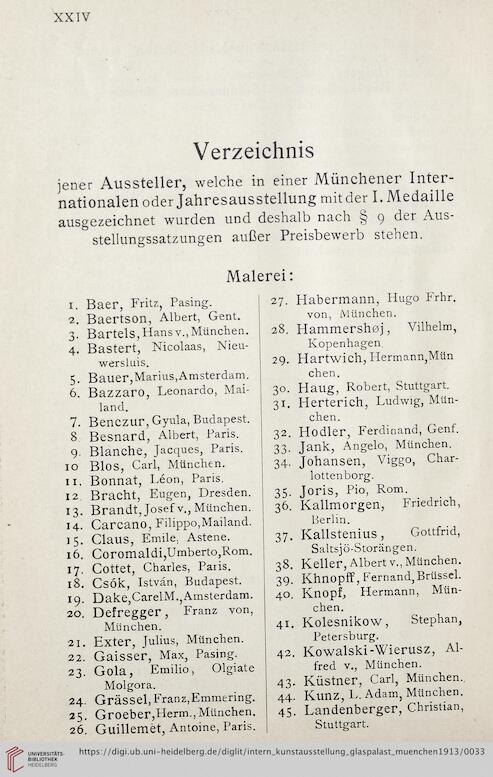 XXIV
Verzeichnis
jener Aussteller, welche in einer Münchener Inter-
nationalen oder Jahresausstellung mit der I. Medaille
ausgezeichnet wurden und deshalb nach § 9 der Aus-
stellungssatzungen außer Preisbewerb stehen.
Malerei:
1. Baer, Fritz, Pasing.
2. Baertson, Albert, Gent.
3. Bartels, Hans v., München.
4. Bastert, Nicolaas, Nieu-
wersluis.
5. Bauer, Marius, Amsterdam.
6. Bazzaro, Leonardo, Mai-
land.
7. Benczur, Gyula, Budapest.
8. Besnard, Albert, Paris.
9. Blanche, Jacques, Paris.
10 Blos, Carl, München.
11. Bonnat, Léon, Paris.
12. Bracht, Eugen, Dresden.
13. Brandt, Josef v., München.
14. Carcano, Filippo, Mailand.
15. Claus, Emile, Astene.
16. Coromaldi, Umberto, Rom.
17. Cottet, Charles, Paris.
18. Csók, István, Budapest.
19. Dake, Carel M., Amsterdam.
20. Defregger, Franz von,
München.
21. Exter, Julius, München.
22. Gaisser, Max, Pasing.
23. Gola, Emilio, Olgiate
Molgora.
24. Grässel, Franz, Emmering.
25. Groeber, Herm., München.
26. Guillemet, Antoine, Paris.
27. Habermann, Hugo Frhr.
von, München.
28. Hammershøj, Vilhelm,
Kopenhagen.
29. Hartwich, Hermann, Mün
chen.
30. Haug, Robert, Stuttgart.
31. Herterich, Ludwig, Mün-
chen.
32. Hodler, Ferdinand, Genf.
33. Jank, Angelo, München.
34. Johansen, Viggo, Char-
lottenborg.
35. Joris, Pio, Rom.
36. Kallmorgen, Friedrich,
Berlin.
37. Kallstenius, Gottfrid,
Saltsjö-Storängen.
38. Keller, Albert v., München.
39. Khnopff, Fernand, Brüssel.
40. Knopf, Hermann, Mün-
chen.
41. Kolesnikow, Stephan,
Petersburg.
42. Kowalski-Wierusz, Al-
fred v., München.
43. Küstner, Carl, München.
44. Kunz, L. Adam, München.
45. Landenberger, Christian,
Stuttgart.
UNIVERSITÄTS-
BIBLIOTHEK
HEIDELBERG
https://digi.ub.uni-heidelberg.de/diglit/intern_kunstausstellung_glaspalast_muenchen1913/0033